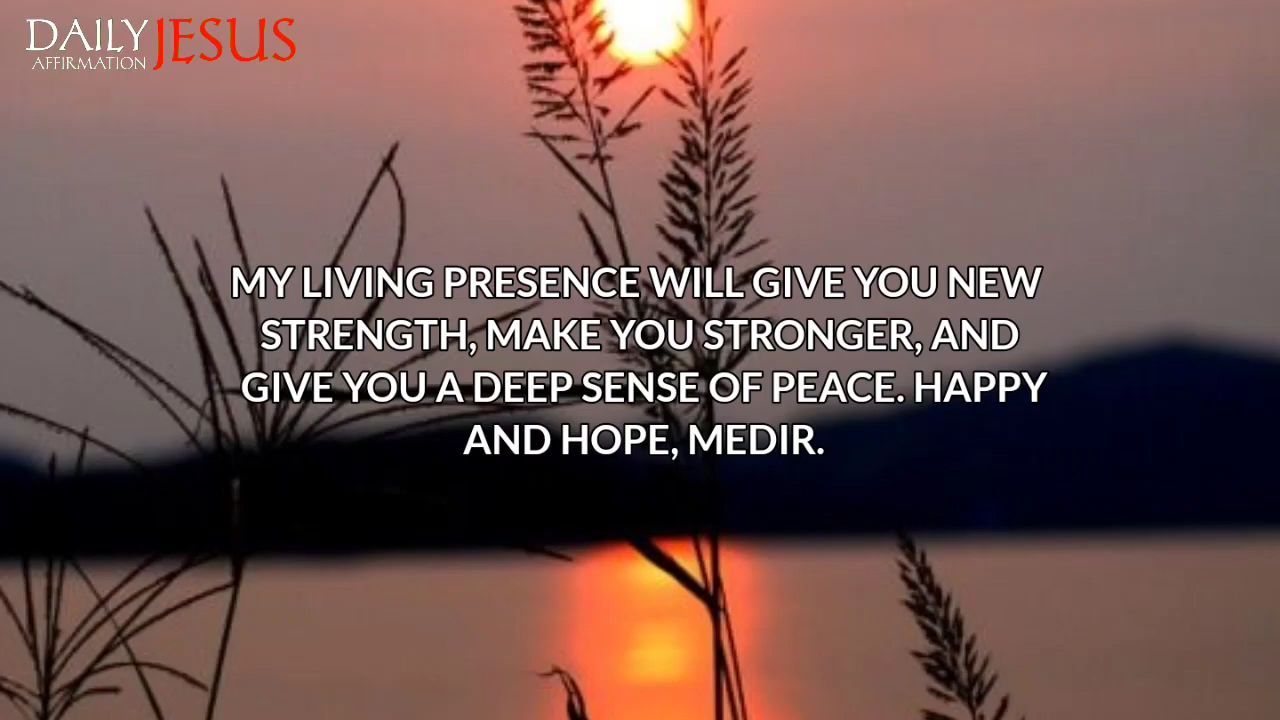 DAILY JESUS
AFFIRMATION
MY LIVING PRESENCE WILL GIVE YOU NEW
STRENGTH, MAKE YOU STRONGER, AND
GIVE YOU A DEEP SENSE OF PEACE. HAPPY
AND HOPE, MEDIR.